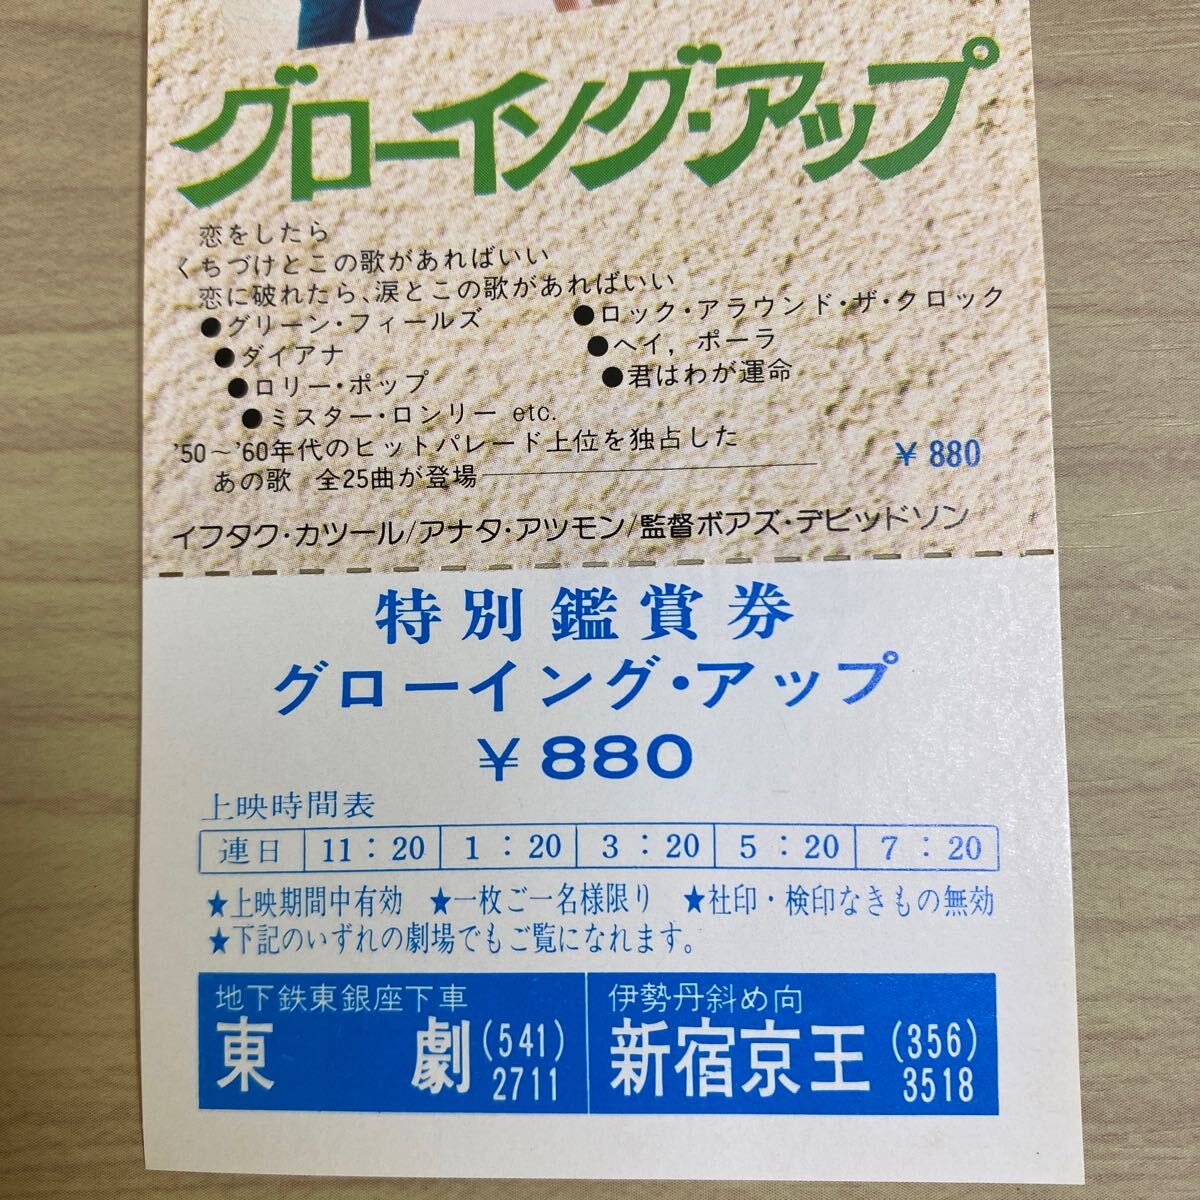 グローイング・アップ
恋をしたら
くちづけとこの歌があればいい
恋に破れたら、涙とこの歌があればいい
●グリーン・フィールズ
●ダイアナ
●ロリー・ポップ
●ミスター・ロンリー etc.
●ロック・アラウンド・ザ・クロック
●ヘイ,ポーラ
●君はわが運命
'50～'60年代のヒットパレード上位を独占した
あの歌 全25曲が登場
￥880
イフタク・カツール/アナタ・アツモン/監督ボアズ・デビッドソン
特別鑑賞券
グローイング・アップ
￥880
上映時間表
連日 11：20 1：20 3：20 5：20 7：20
★上映期間中有効 ★一枚ご一名様限り ★社印・検印なきもの無効
★下記のいずれの劇場でもご覧になれます。
地下鉄東銀座下車
東劇 (541) 2711
伊勢丹斜め向
新宿京王 (356) 3518